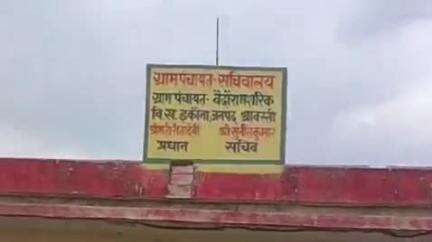 ग्राम पंचायत-सचिवालय
ग्राम पंचायत-
वि.ख. इकौना, जनपद श्रावस्ती
श्री सुनील कुमार
प्रधान सचिव